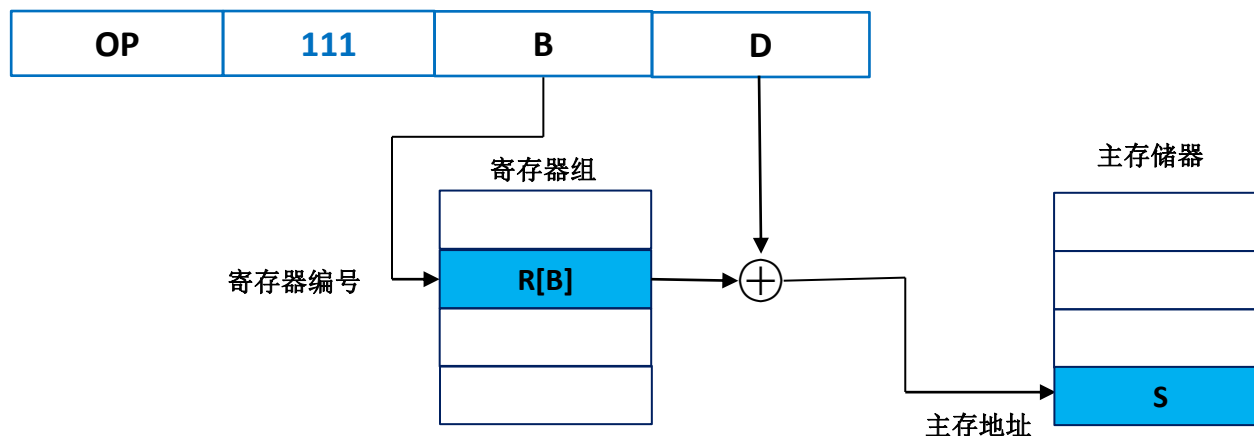 OP 111 B D
寄存器组
主存储器
寄存器编号
R[B]
S
主存地址